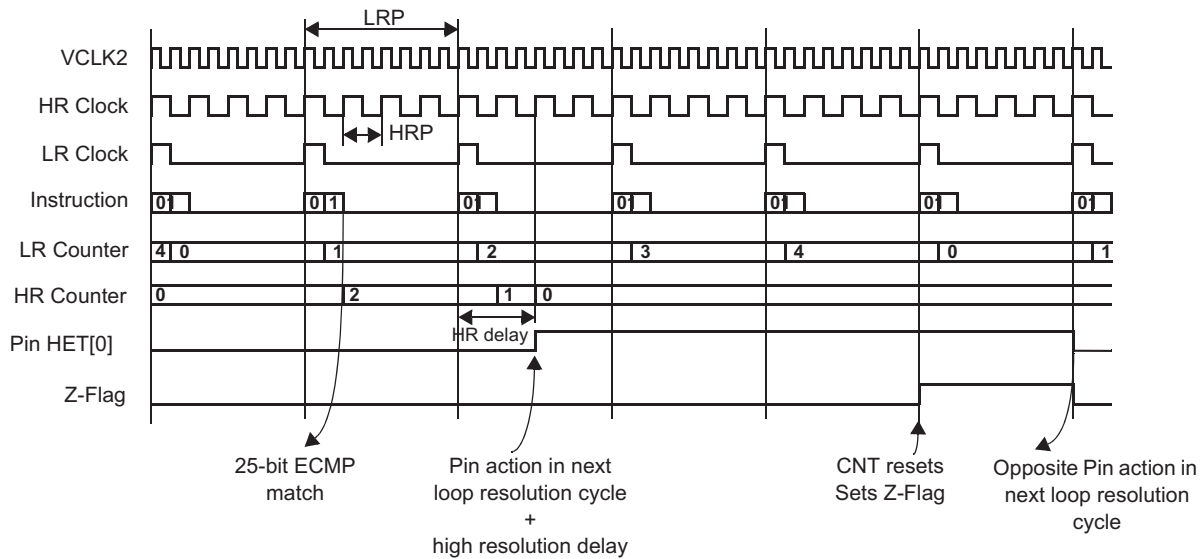 LRP
VCLK2
HR Clock
HRP
LR Clock
Instruction 01 0 1 01 01 01 01 01
LR Counter 4 0 1 2 3 4 0 1
HR Counter 0 2 1 0
HR delay
Pin HET[0]
Z-Flag
25-bit ECMP
match
Pin action in next
loop resolution cycle
+
high resolution delay
CNT resets
Sets Z-Flag
Opposite Pin action in
next loop resolution
cycle